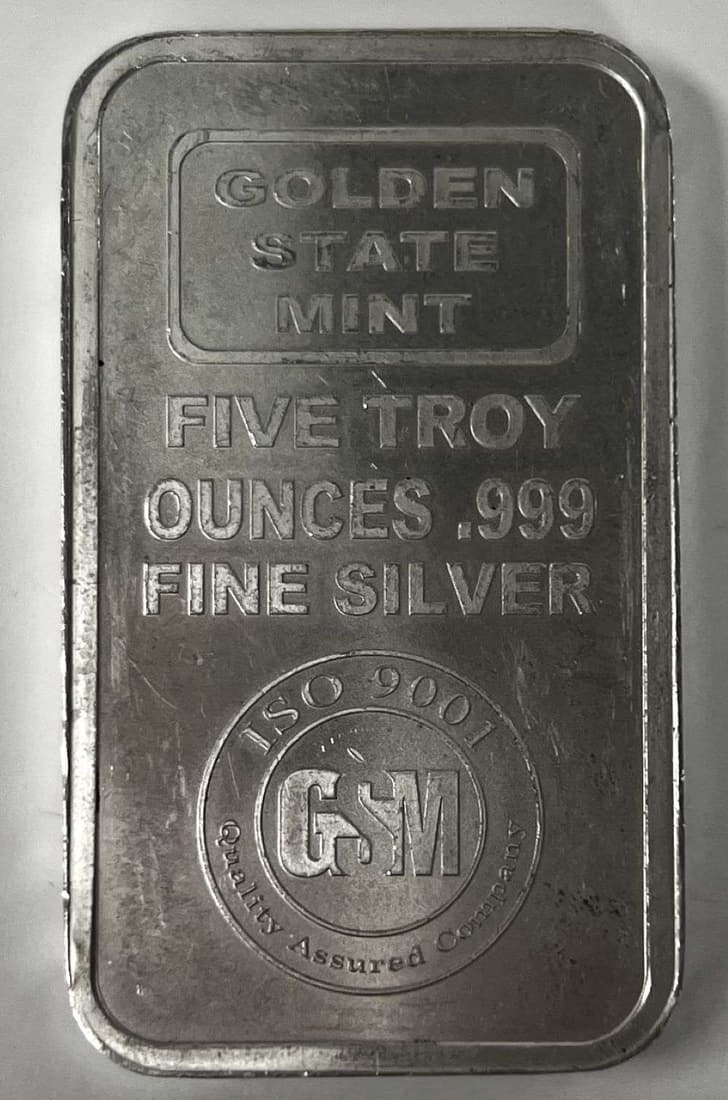 GOLDEN
STATE
MINT
FIVE TROY
OUNCES .999
FINE SILVER
ISO 9001
GSM
Quality Assured Company